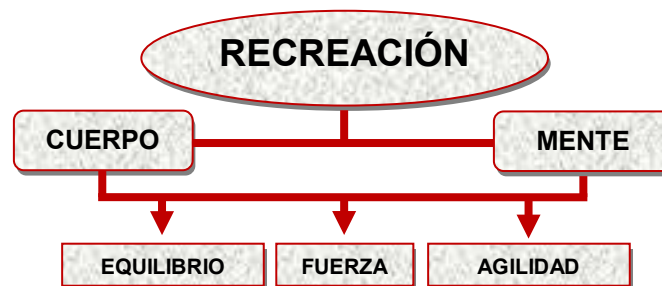 RECREACIÓN
CUERPO
MENTE
EQUILIBRIO
FUERZA
AGILIDAD